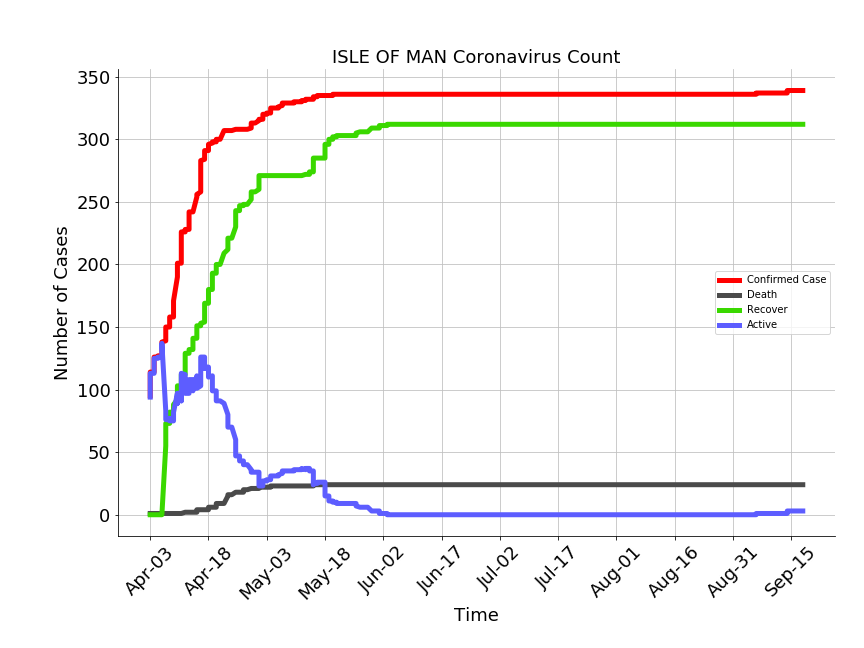 ISLE OF MAN Coronavirus Count
350
300
250
200
150
100
50
0
Number of Cases
Confirmed Case
Death
Recover
Active
Apr-03
Apr-18
May-03
May-18
Jun-02
Jun-17
Jul-02
Jul-17
Aug-01
Aug-16
Aug-31
Sep-15
Time